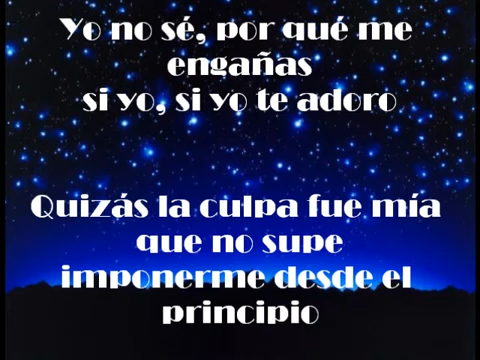 Yo no sé, por qué me
engañas
si yo, si yo te adoro
Quizás la culpa fue mía
que no supe
imponerme desde el
principio